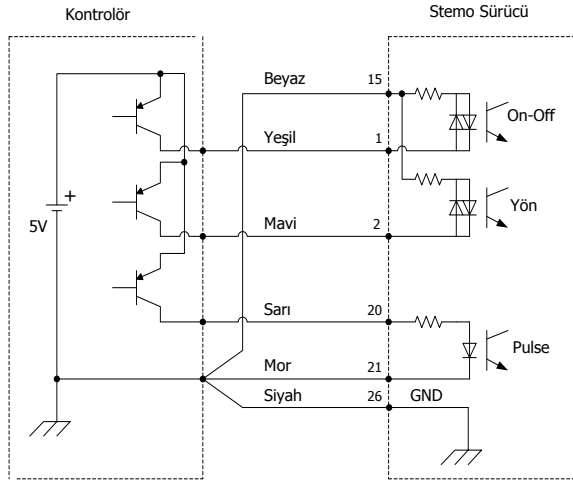 Kontrolör
Stemo Sürücü
Beyaz 15
On-Off
Yeşil 1
+
5V
Yön
Mavi 2
Sarı 20
Pulse
Mor 21
Siyah 26 GND